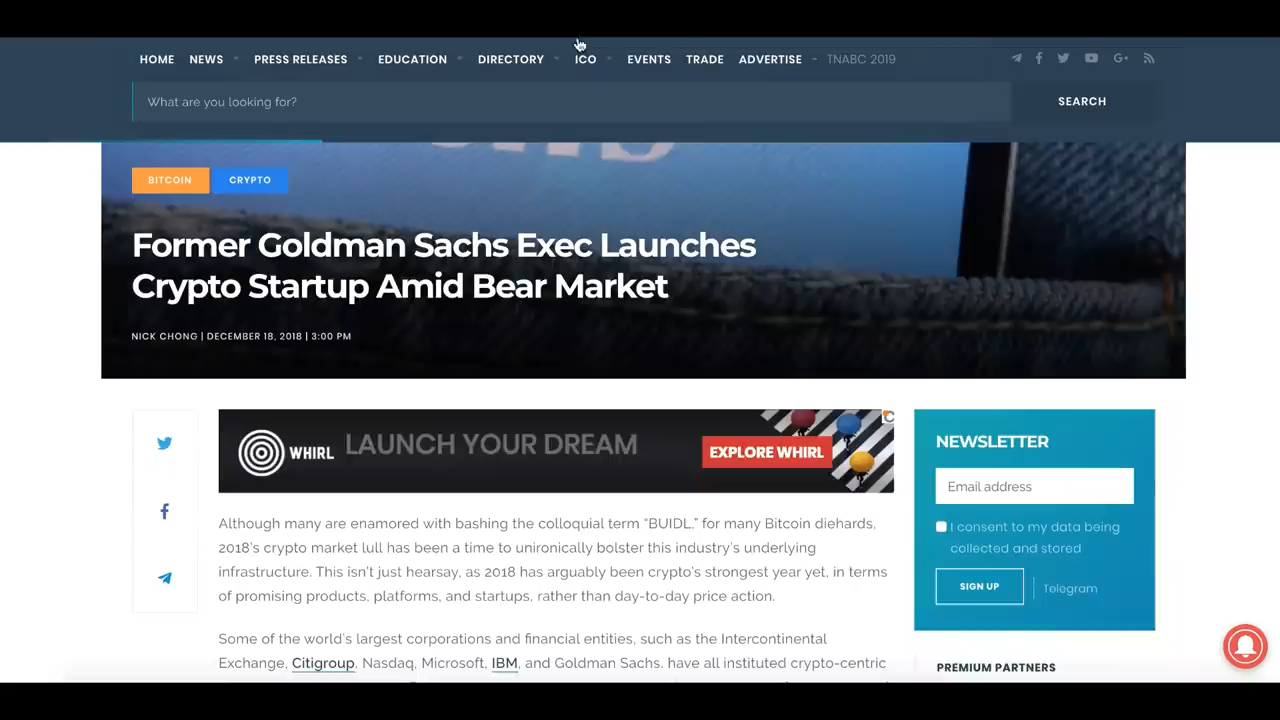 HOME NEWS PRESS RELEASES EDUCATION DIRECTORY ICO EVENTS TRADE ADVERTISE TNABC 2019
What are you looking for? SEARCH
BITCOIN CRYPTO
Former Goldman Sachs Exec Launches
Crypto Startup Amid Bear Market
NICK CHONG | DECEMBER 18, 2018 | 3:00 PM
WHIRL LAUNCH YOUR DREAM EXPLORE WHIRL
Although many are enamored with bashing the colloquial term “BUIDL,” for many Bitcoin diehards,
2018’s crypto market lull has been a time to unironically bolster this industry’s underlying
infrastructure. This isn’t just hearsay, as 2018 has arguably been crypto’s strongest year yet, in terms
of promising products, platforms, and startups, rather than day-to-day price action.
Some of the world’s largest corporations and financial entities, such as the Intercontinental
Exchange, Citigroup, Nasdaq, Microsoft, IBM, and Goldman Sachs, have all instituted crypto-centric
NEWSLETTER
Email address
I consent to my data being
collected and stored
SIGN UP Telegram
PREMIUM PARTNERS